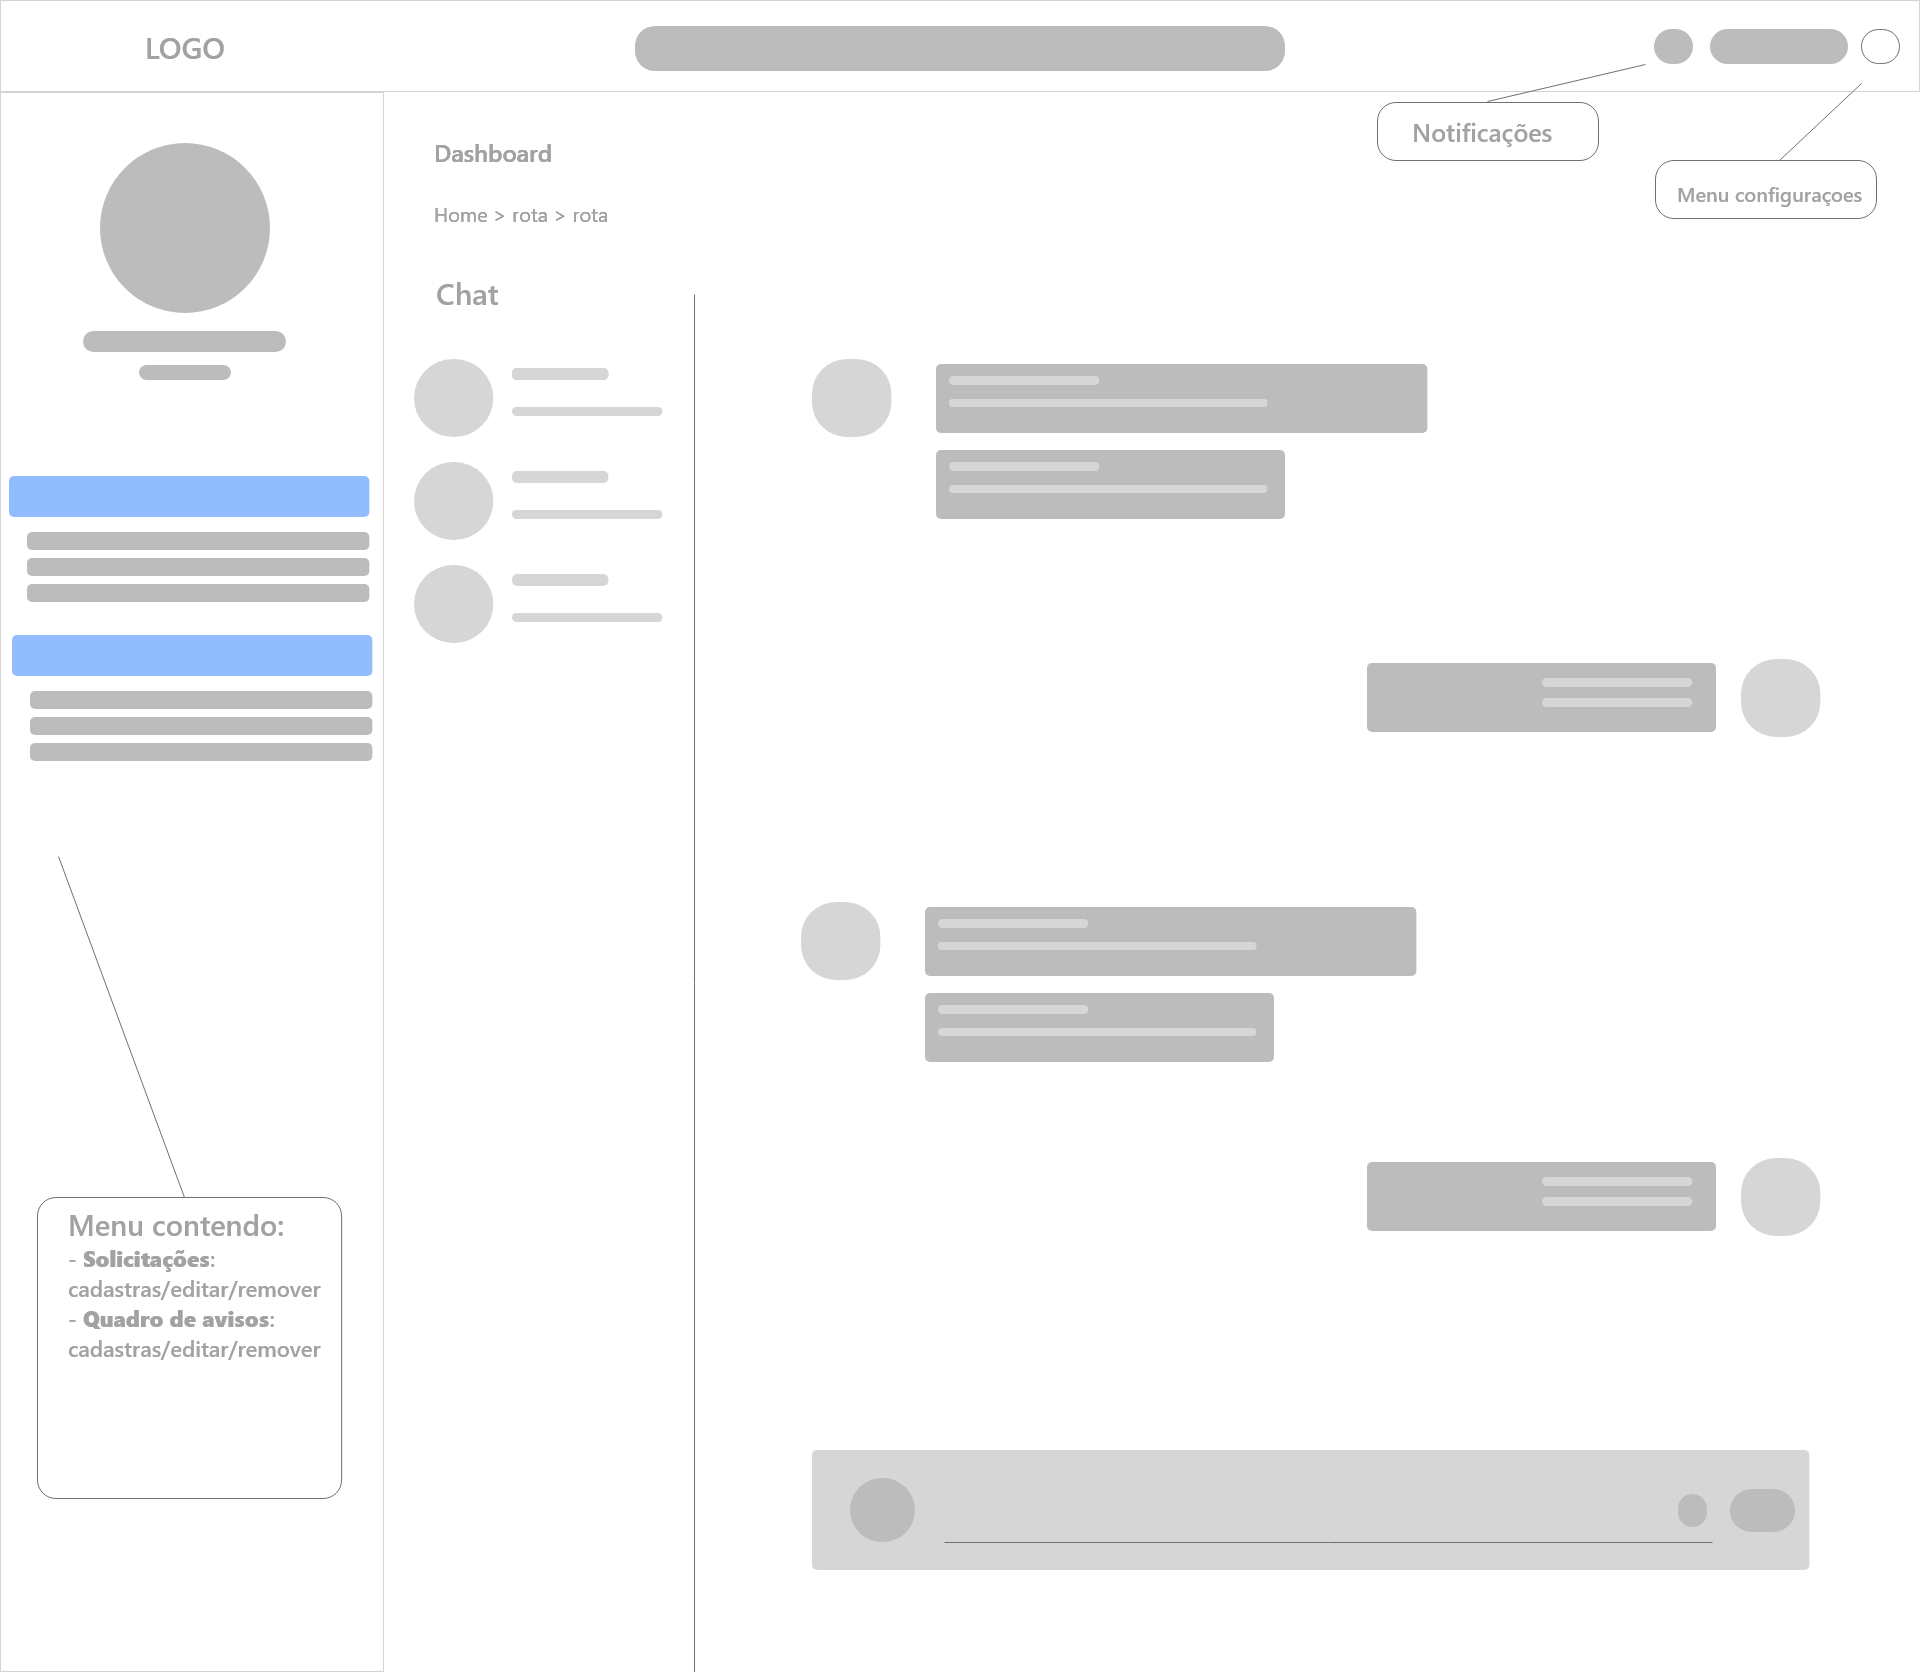 LOGO
Notificações
Menu configuraçoes
Dashboard
Home > rota > rota
Chat
Menu contendo:
- Solicitações:
cadastras/editar/remover
- Quadro de avisos:
cadastras/editar/remover